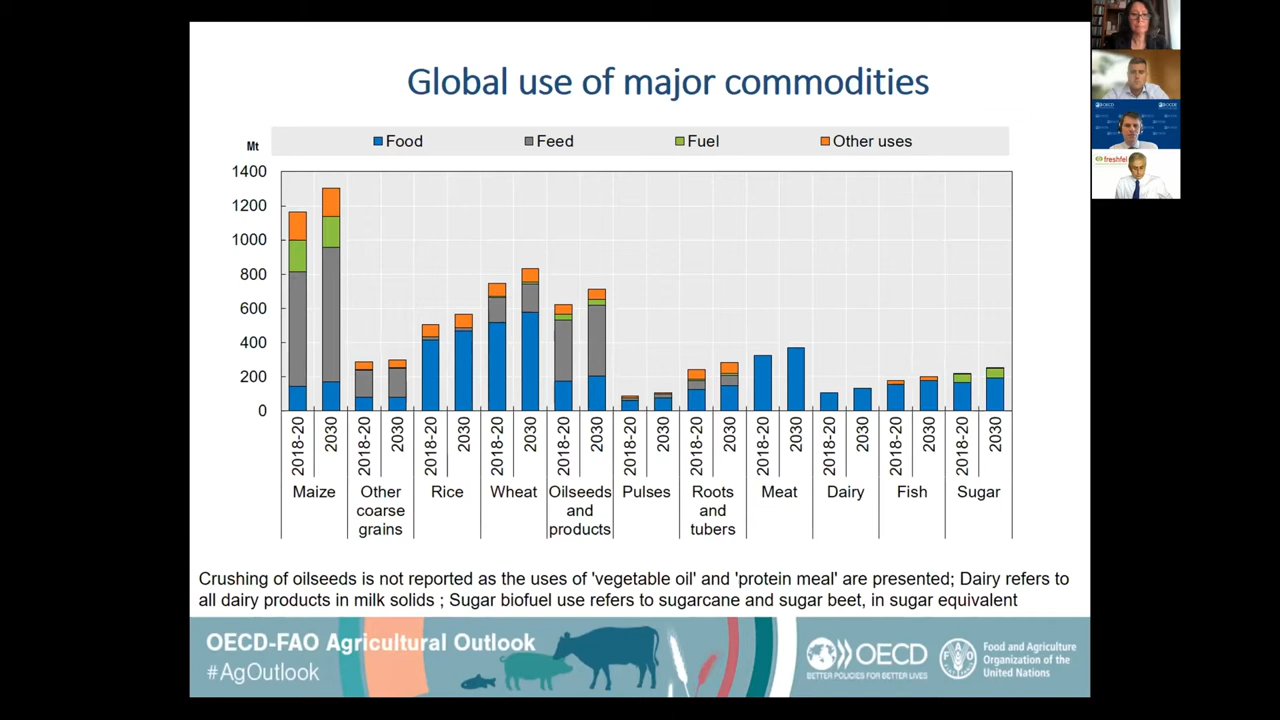 Global use of major commodities
Food Feed Fuel Other uses
Mt
1400
1200
1000
800
600
400
200
0
2018-20 2030 2018-20 2030 2018-20 2030 2018-20 2030 2018-20 2030 2018-20 2030 2018-20 2030 2018-20 2030 2018-20 2030 2018-20 2030 2018-20 2030
Maize Other Rice Wheat Oilseeds Pulses Roots Meat Dairy Fish Sugar
coarse and and
grains products tubers
Crushing of oilseeds is not reported as the uses of 'vegetable oil' and 'protein meal' are presented; Dairy refers to
all dairy products in milk solids ; Sugar biofuel use refers to sugarcane and sugar beet, in sugar equivalent
OECD-FAO Agricultural Outlook
#AgOutlook
OECD
BETTER POLICIES FOR BETTER LIVES
Food and Agriculture
Organization of the
United Nations
freshfel